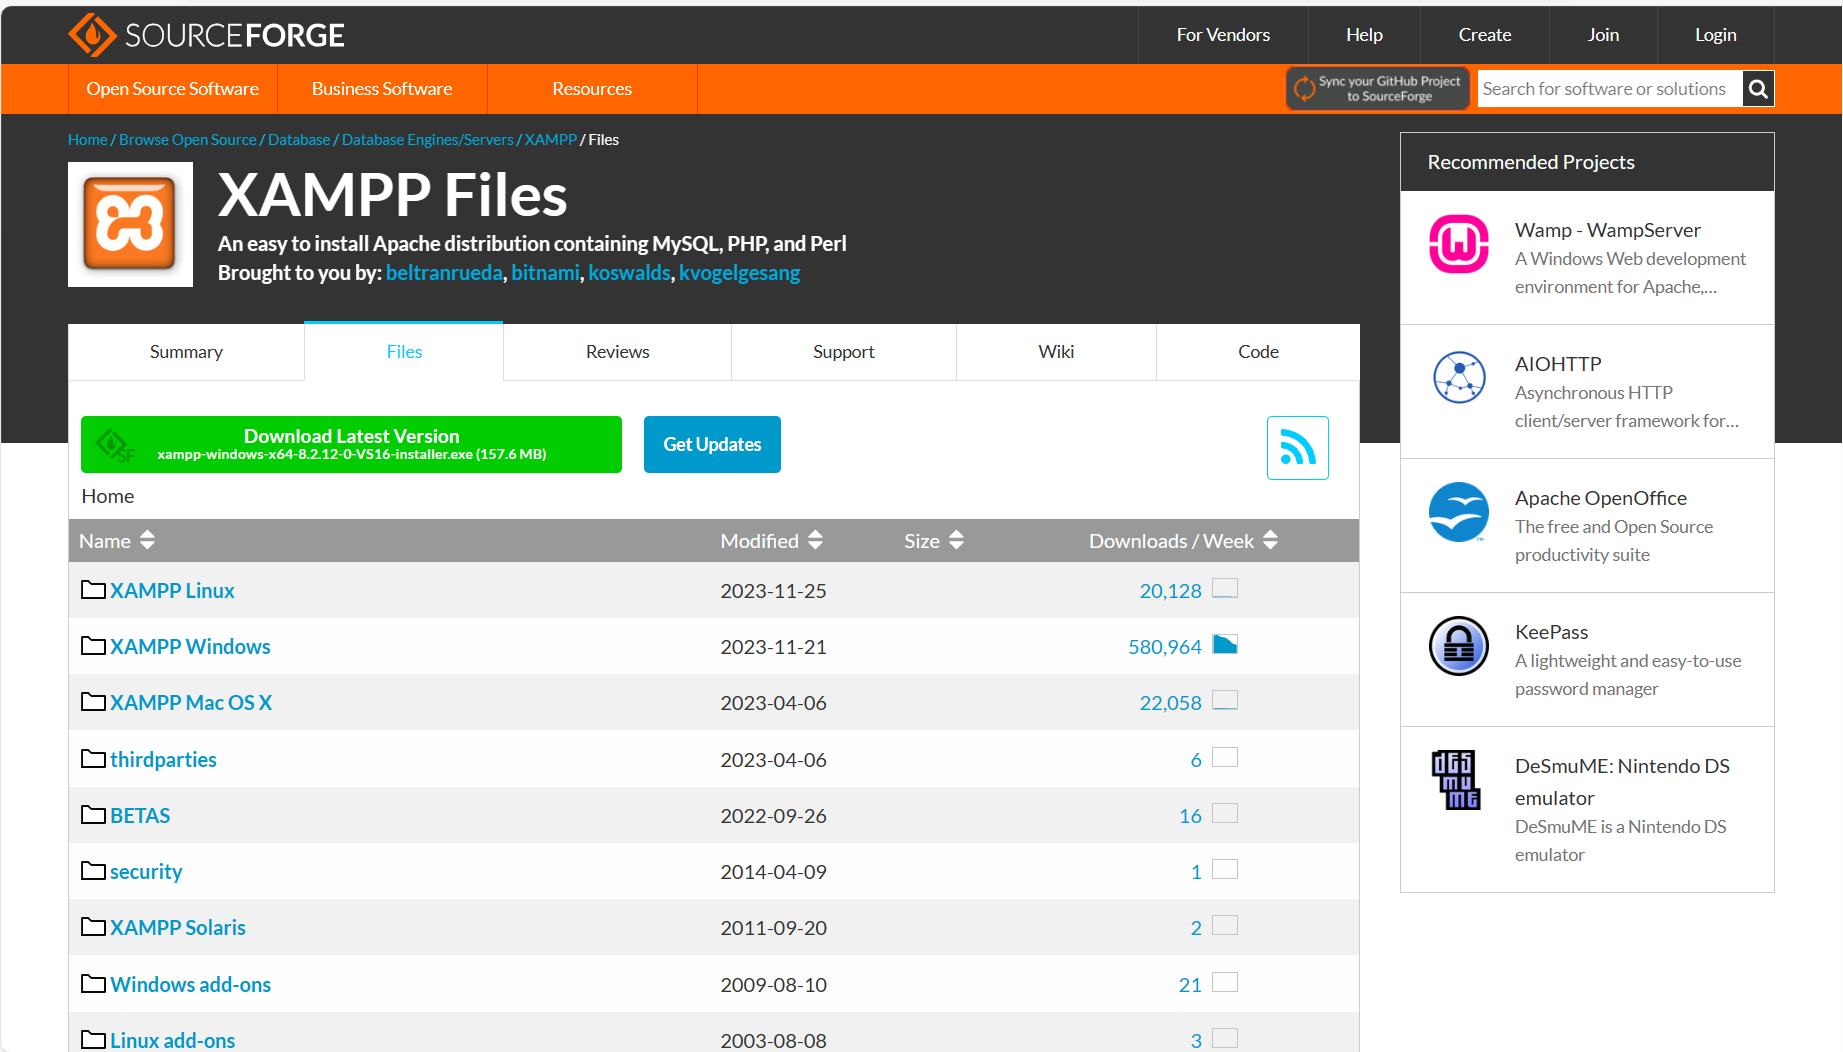 SOURCEFORGE
For Vendors
Help
Create
Join
Login
Open Source Software
Business Software
Resources
Sync your GitHub Project
to SourceForge
Search for software or solutions
Home / Browse Open Source / Database / Database Engines/Servers / XAMPP / Files
XAMPP Files
An easy to install Apache distribution containing MySQL, PHP, and Perl
Brought to you by: beltranrueda, bitnami, koswalds, kvogelgesang
Summary
Files
Reviews
Support
Wiki
Code
SF
Download Latest Version
xampp-windows-x64-8.2.12-0-VS16-installer.exe (157.6 MB)
Get Updates
Home
Name Modified Size Downloads / Week
XAMPP Linux 2023-11-25 20,128
XAMPP Windows 2023-11-21 580,964
XAMPP Mac OS X 2023-04-06 22,058
thirdparties 2023-04-06 6
BETAS 2022-09-26 16
security 2014-04-09 1
XAMPP Solaris 2011-09-20 2
Windows add-ons 2009-08-10 21
Linux add-ons 2003-08-08 3
Recommended Projects
W
Wamp - WampServer
A Windows Web development
environment for Apache,...
AIOHTTP
Asynchronous HTTP
client/server framework for...
Apache OpenOffice
The free and Open Source
productivity suite
TM
KeePass
A lightweight and easy-to-use
password manager
DES
MU
ME
DeSmuME: Nintendo DS
emulator
DeSmuME is a Nintendo DS
emulator